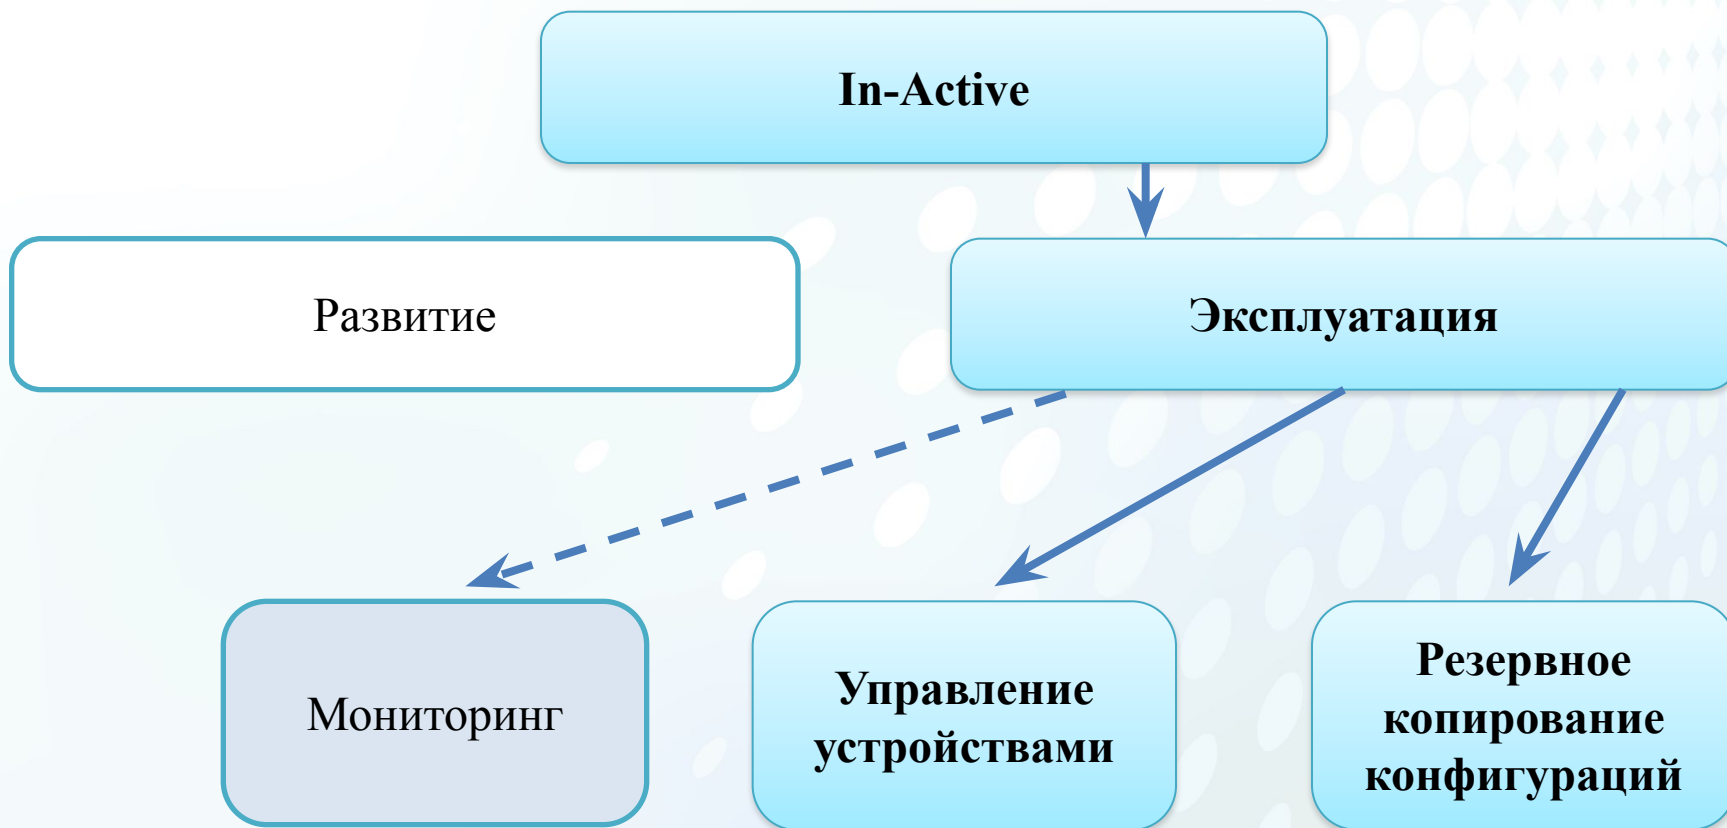 In-Active
Развитие
Эксплуатация
Мониторинг
Управление
устройствами
Резервное
копирование
конфигураций